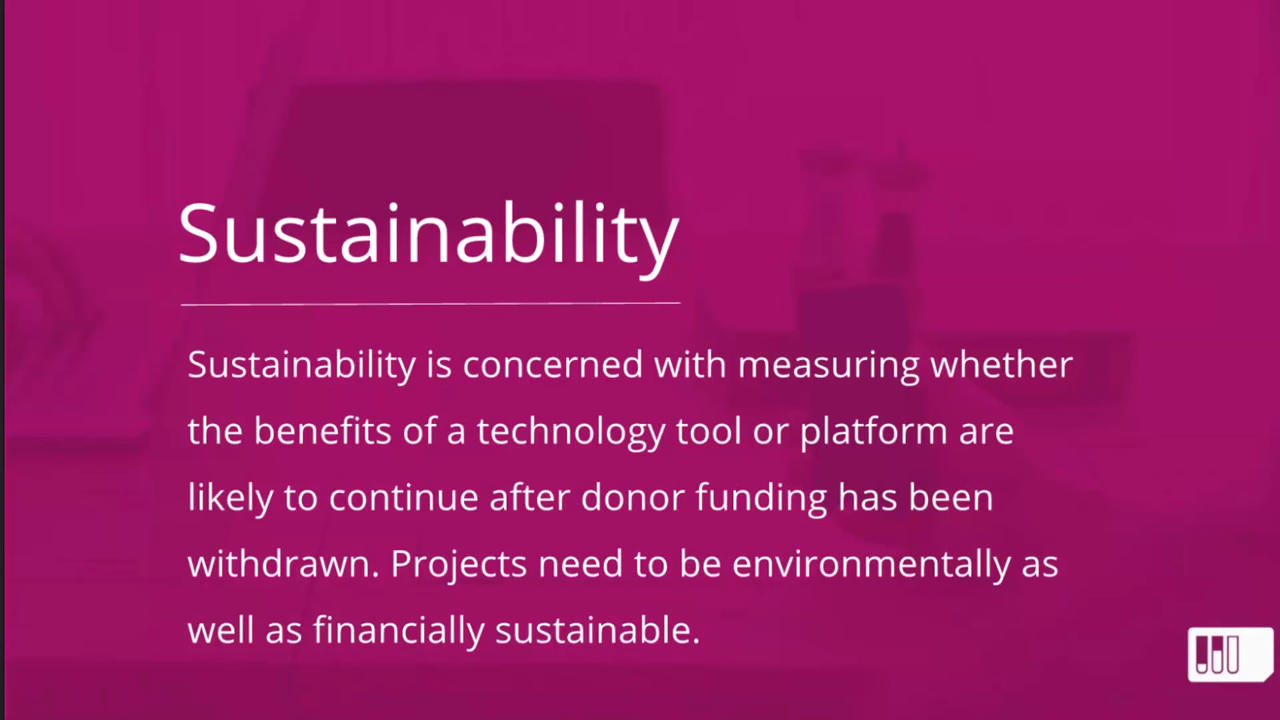 Sustainability
Sustainability is concerned with measuring whether
the benefits of a technology tool or platform are
likely to continue after donor funding has been
withdrawn. Projects need to be environmentally as
well as financially sustainable.